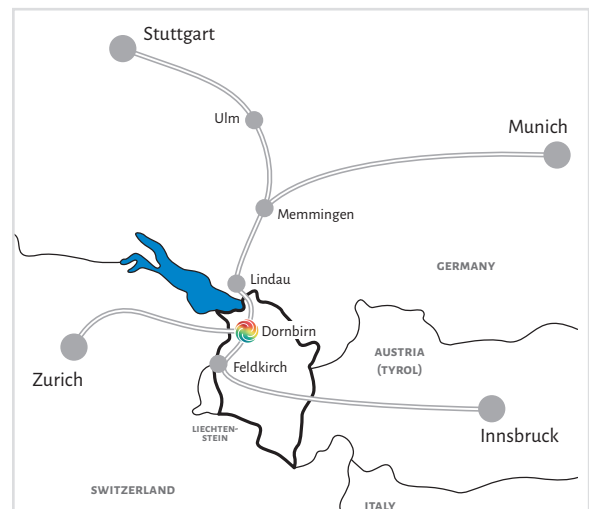 Stuttgart
Ulm
Munich
Memmingen
GERMANY
Lindau
Dornbirn
AUSTRIA
(TYROL)
Feldkirch
Zurich
LIECHTEN-
STEIN
Innsbruck
SWITZERLAND
ITALY